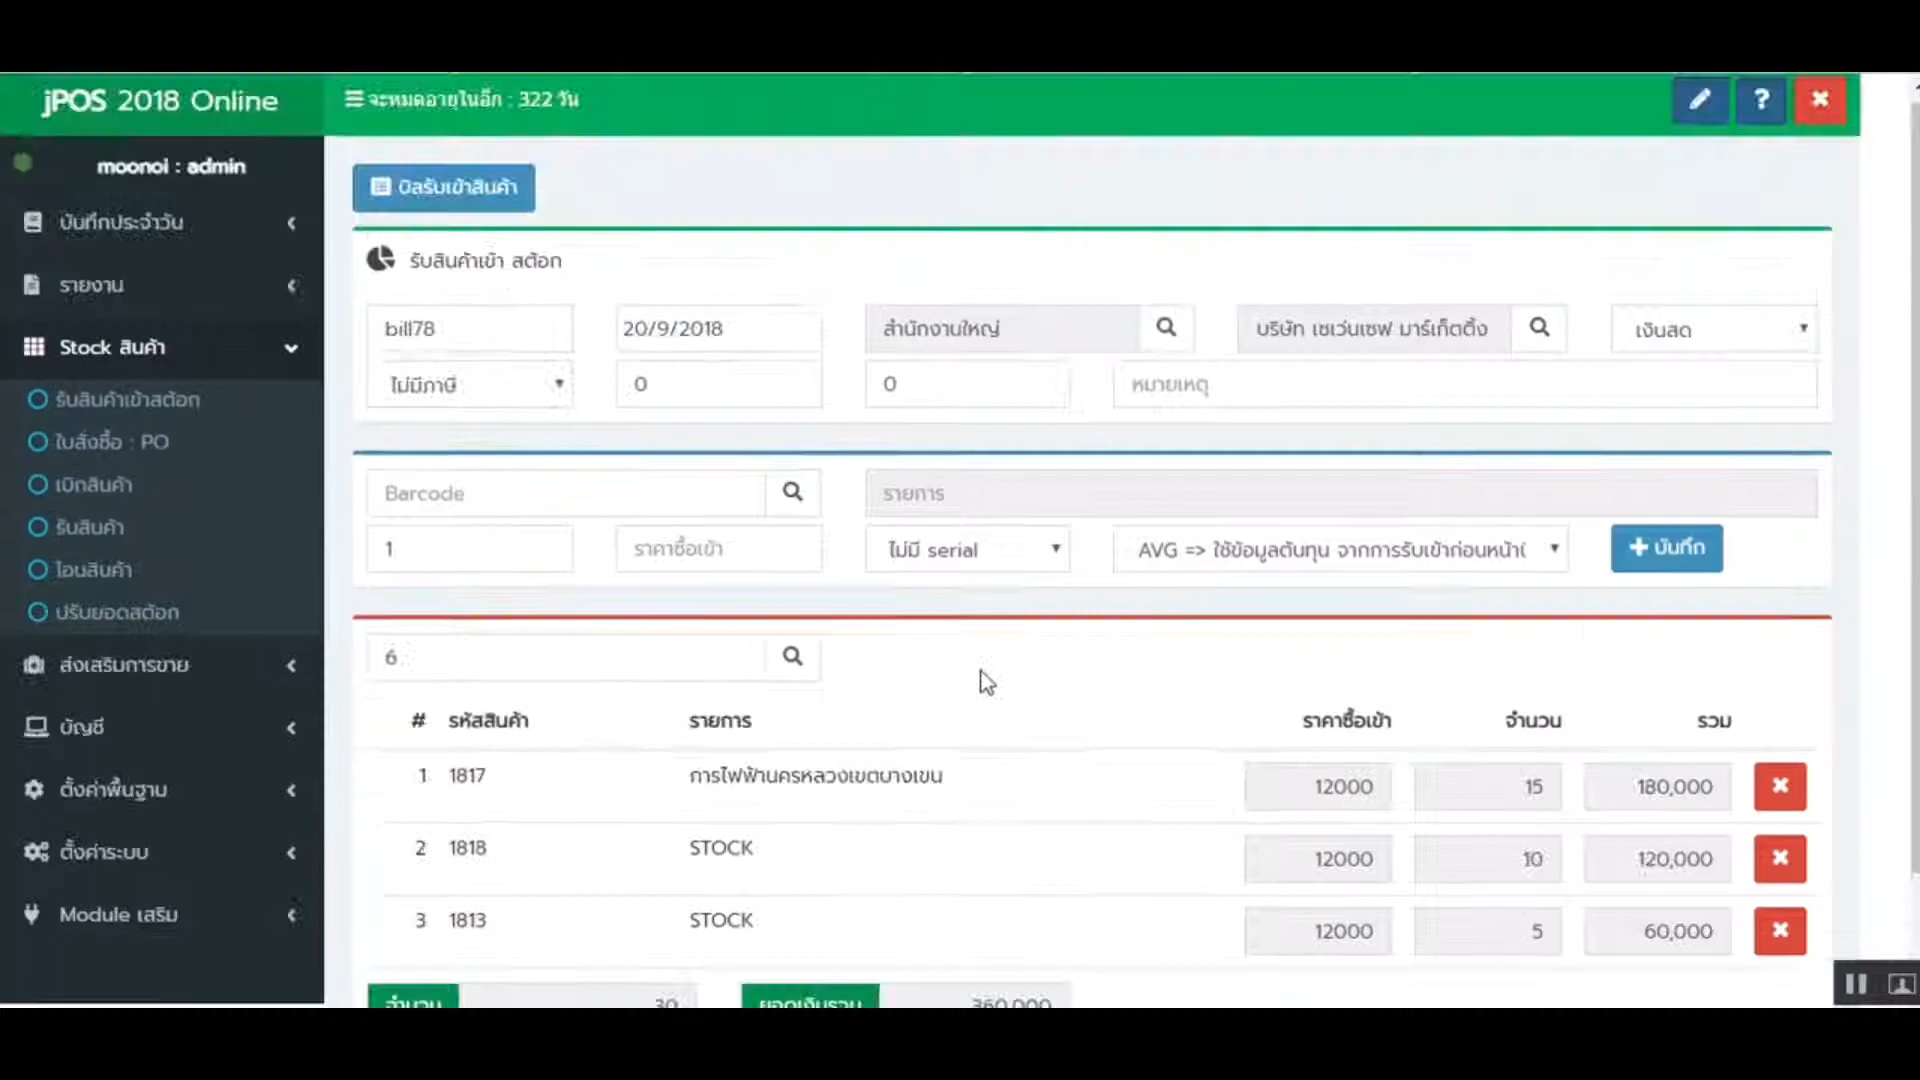 jPOS 2018 Online
จะหมดอายุในอีก : 322 วัน
?
moonoi : admin
บันทึกประจำวัน
รายงาน
Stock สินค้า
รับสินค้าเข้าสต้อก
ใบสั่งซื้อ : PO
เบิกสินค้า
รับสินค้า
โอนสินค้า
ปรับยอดสต้อก
ส่งเสริมการขาย
บัญชี
ตั้งค่าพื้นฐาน
ตั้งค่าระบบ
Module เสริม
บิลรับเข้าสินค้า
รับสินค้าเข้า สต้อก
bill78 20/9/2018 สำนักงานใหญ่ บริษัท เซเว่นเซฟ มาร์เก็ตติ้ง เงินสด
ไม่มีภาษี 0 0 หมายเหตุ
Barcode รายการ
1 ราคาซื้อเข้า ไม่มี serial AVG => ใช้ข้อมูลต้นทุน จากการรับเข้าก่อนหน้า( บันทึก
6
# รหัสสินค้า รายการ ราคาซื้อเข้า จำนวน รวม
1 1817 การไฟฟ้านครหลวงเขตบางเขน 12000 15 180,000
2 1818 STOCK 12000 10 120,000
3 1813 STOCK 12000 5 60,000
จำนวน 30 ยอดเงินรวม 360,000